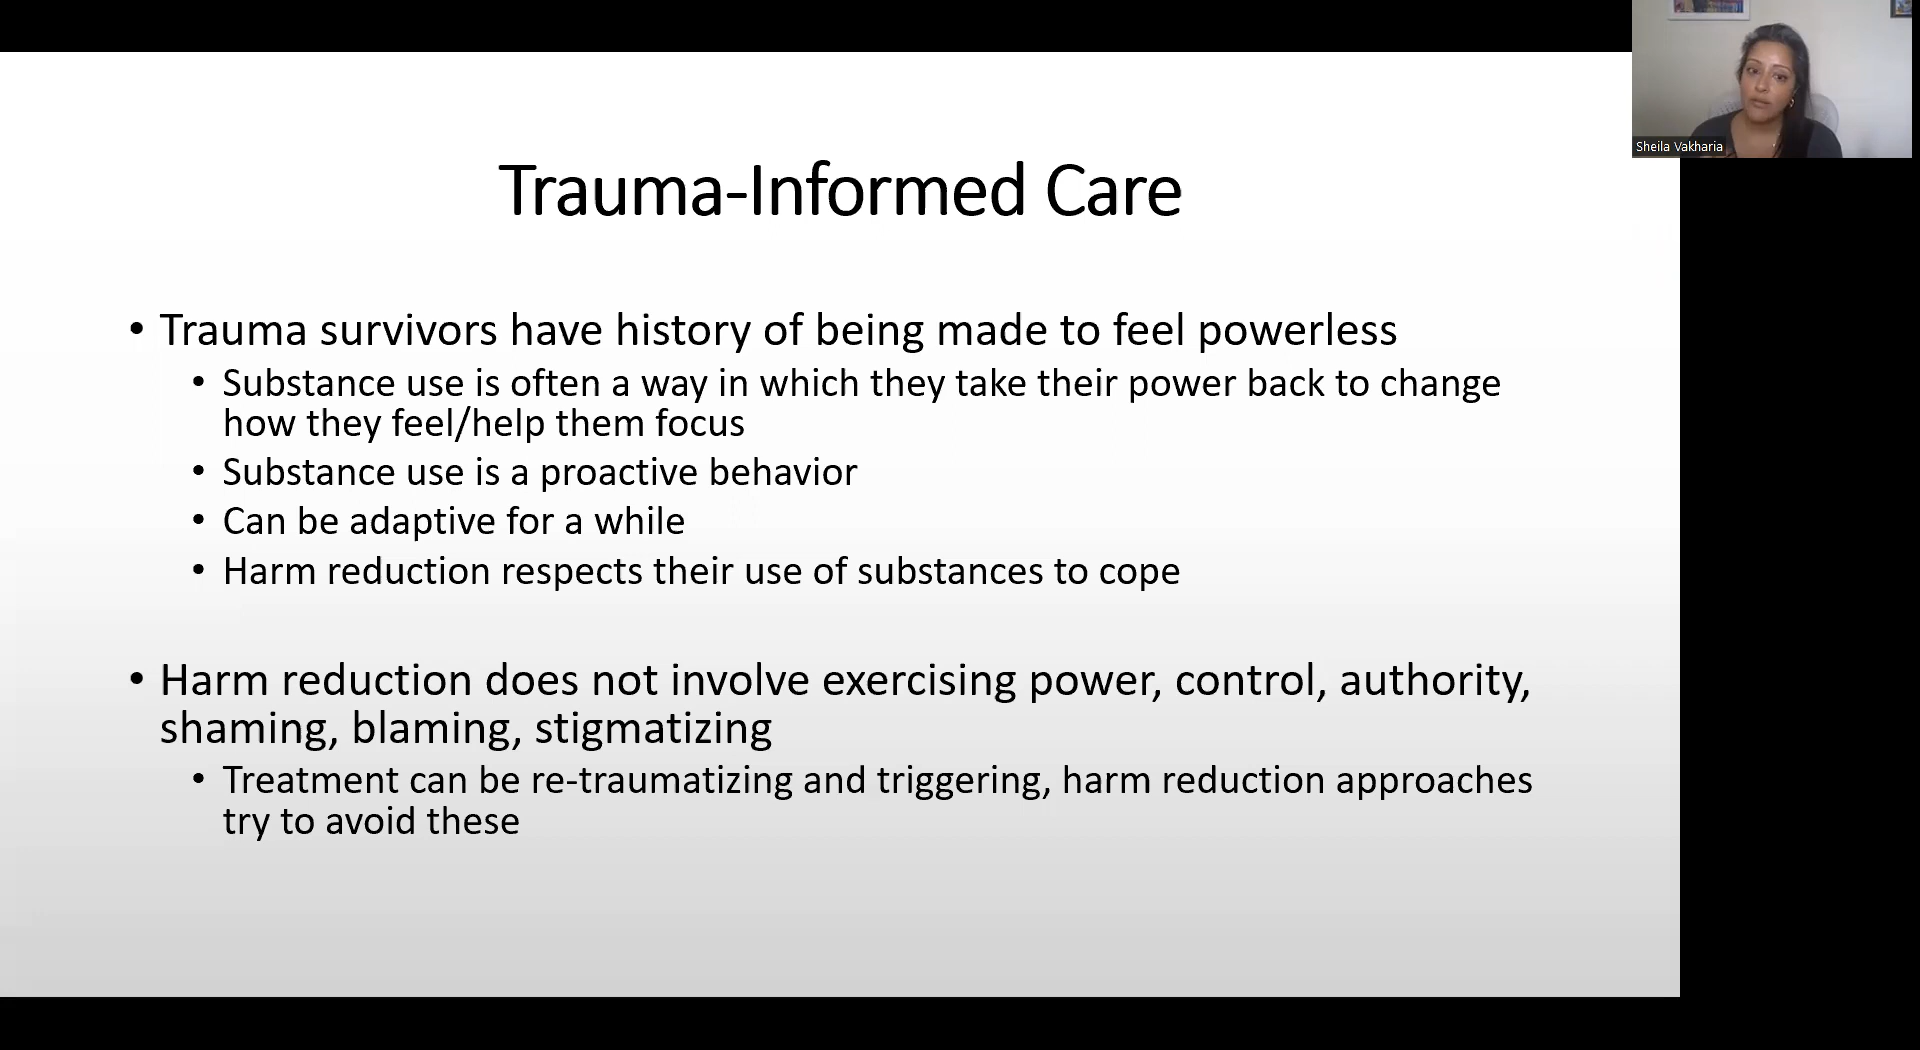 Sheila Vakharia
Trauma-Informed Care
• Trauma survivors have history of being made to feel powerless
• Substance use is often a way in which they take their power back to change
how they feel/help them focus
• Substance use is a proactive behavior
• Can be adaptive for a while
• Harm reduction respects their use of substances to cope
• Harm reduction does not involve exercising power, control, authority,
shaming, blaming, stigmatizing
• Treatment can be re-traumatizing and triggering, harm reduction approaches
try to avoid these